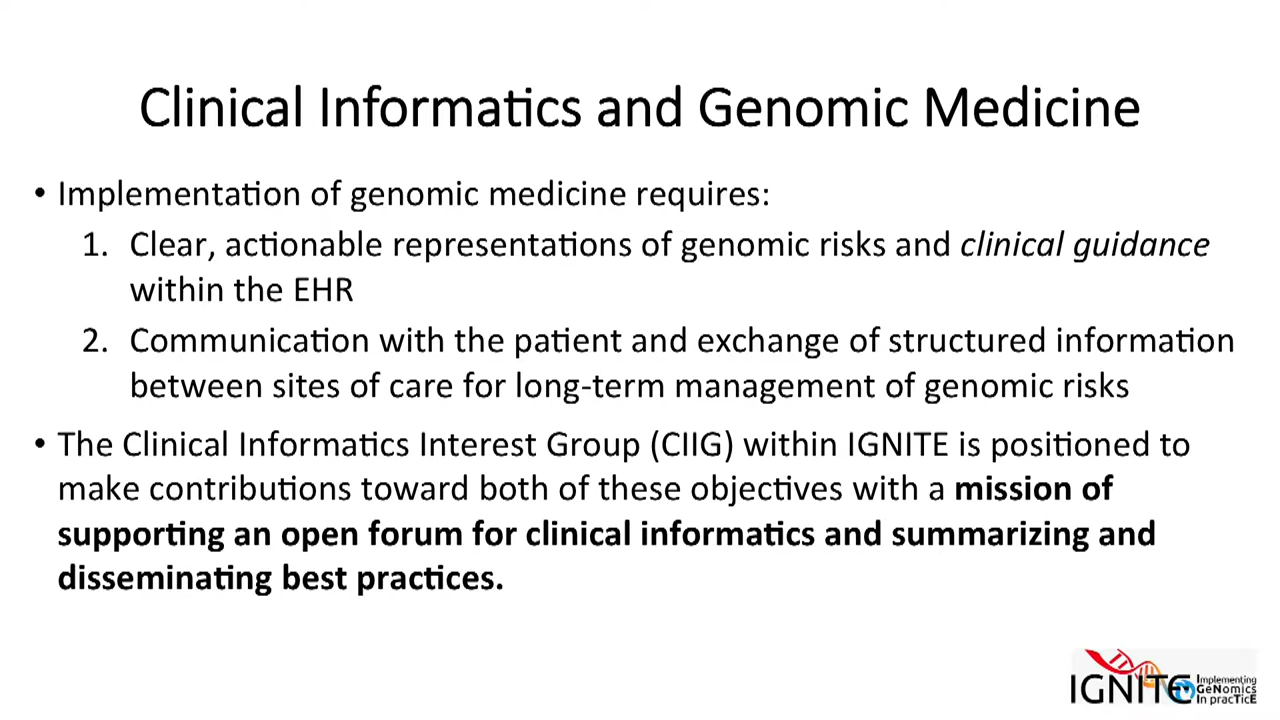 Clinical Informatics and Genomic Medicine
• Implementation of genomic medicine requires:
1. Clear, actionable representations of genomic risks and clinical guidance
within the EHR
2. Communication with the patient and exchange of structured information
between sites of care for long-term management of genomic risks
• The Clinical Informatics Interest Group (CIIG) within IGNITE is positioned to
make contributions toward both of these objectives with a mission of
supporting an open forum for clinical informatics and summarizing and
disseminating best practices.
IGNITE
Implementing
GeNomics
In pracTicE